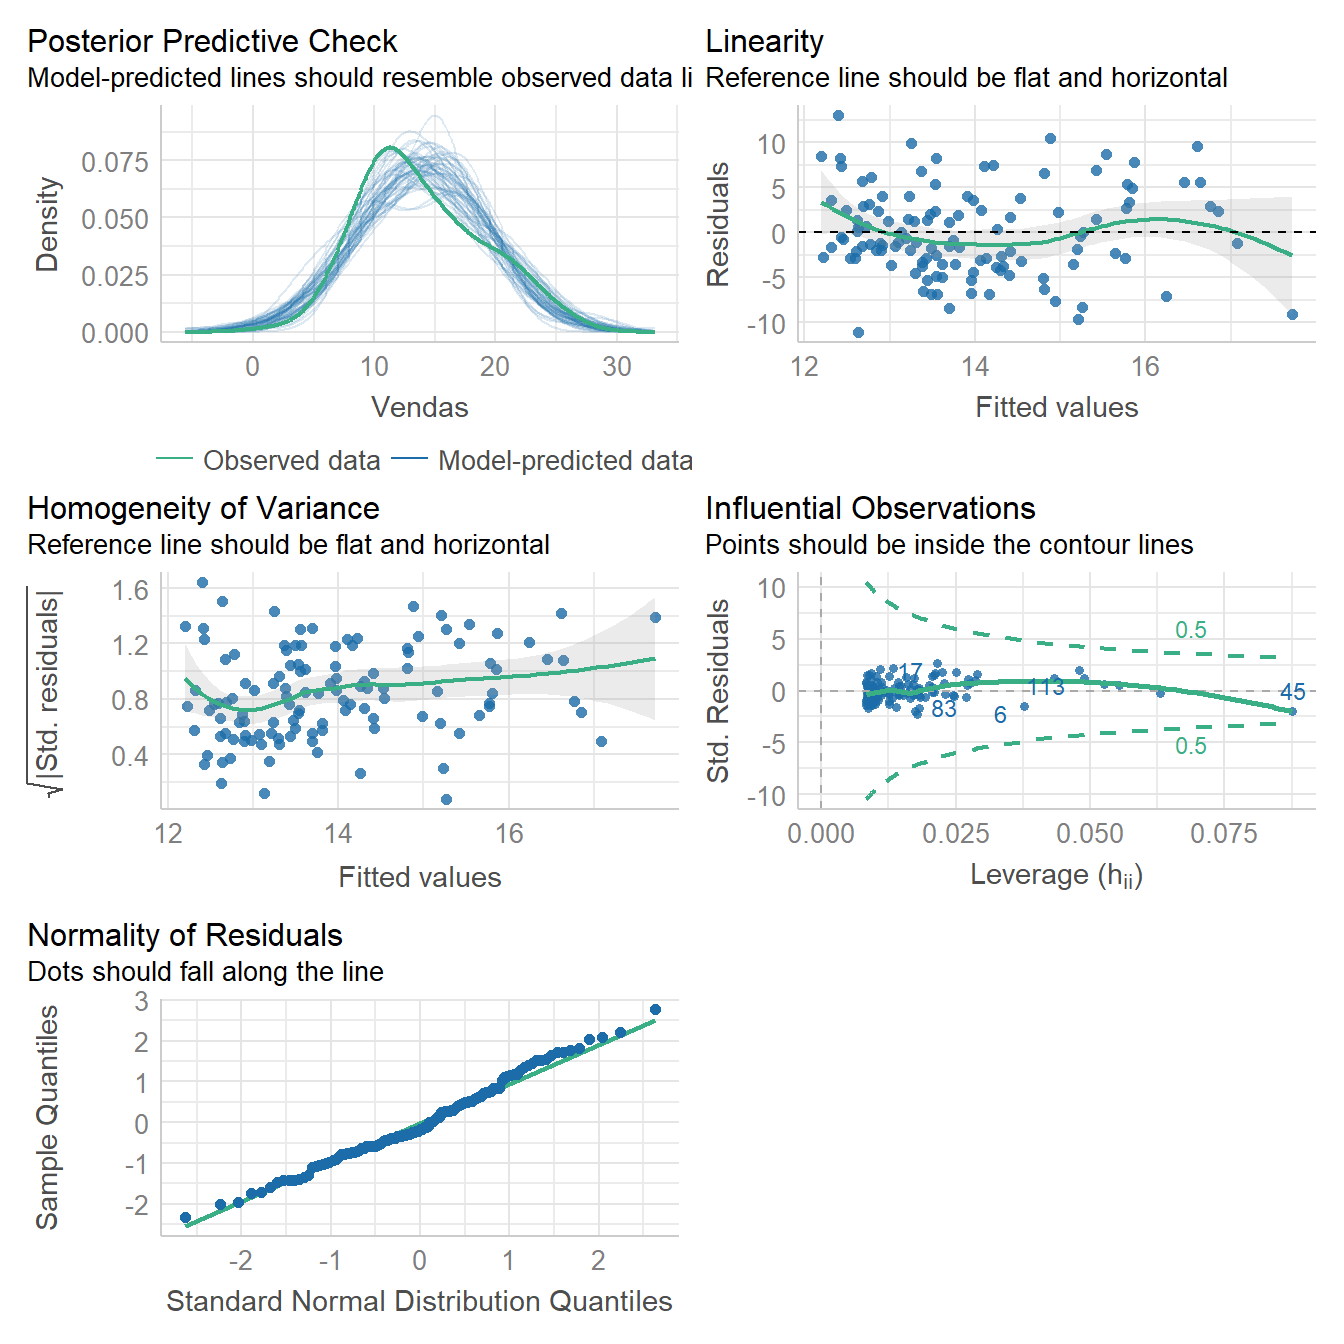 Posterior Predictive Check
Model-predicted lines should resemble observed data li
0.075
0.050
0.025
0.000
Density
0 10 20 30
Vendas
Observed data Model-predicted data
Linearity
Reference line should be flat and horizontal
10
5
0
-5
-10
Residuals
12 14 16
Fitted values
Homogeneity of Variance
Reference line should be flat and horizontal
1.6
1.2
0.8
0.4
√|Std. residuals|
12 14 16
Fitted values
Influential Observations
Points should be inside the contour lines
10
5
0
-5
-10
Std. Residuals
0.5
17
113
45
83
6
0.5
0.000 0.025 0.050 0.075
Leverage (hii)
Normality of Residuals
Dots should fall along the line
3
2
1
0
-1
-2
Sample Quantiles
-2 -1 0 1 2
Standard Normal Distribution Quantiles